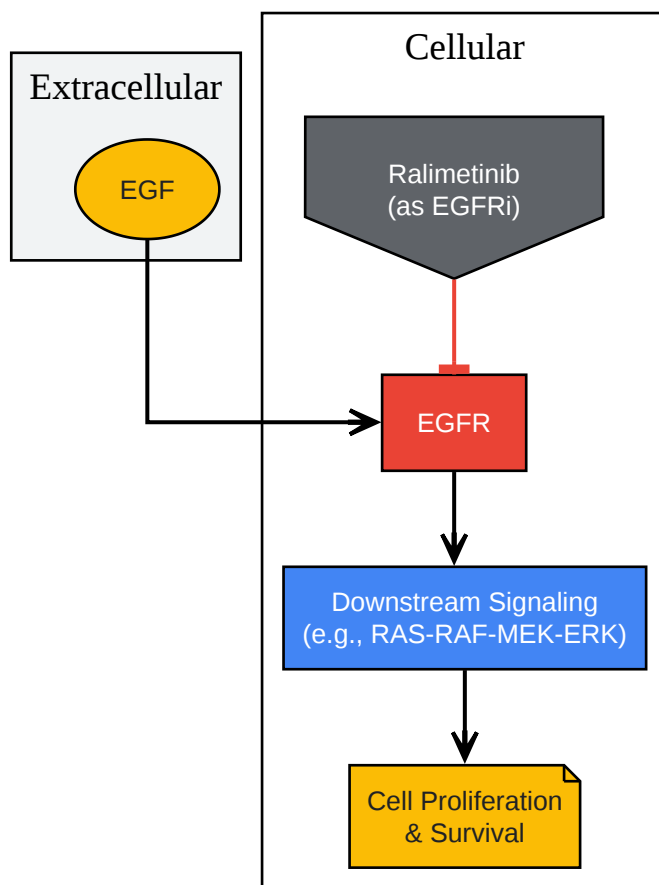 Extracellular
EGF
Cellular
Ralimetinib
(as EGFRi)
EGFR
Downstream Signaling
(e.g., RAS-RAF-MEK-ERK)
Cell Proliferation
& Survival